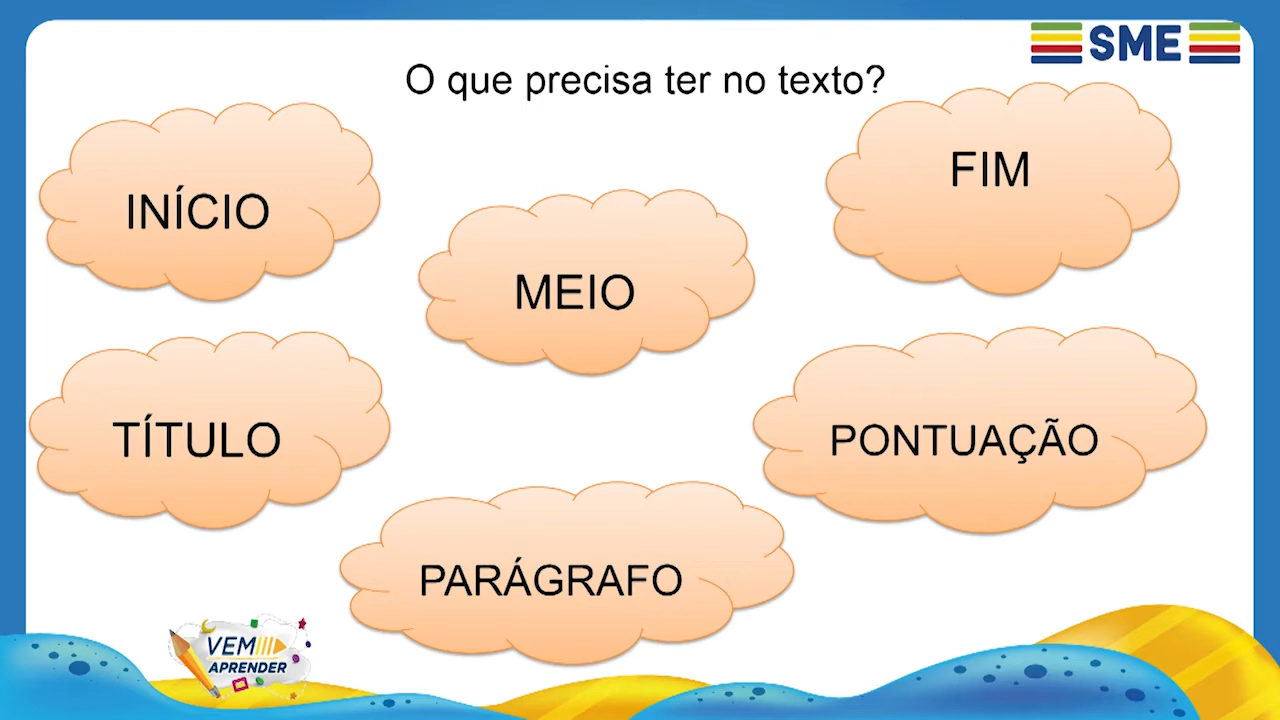 SME
O que precisa ter no texto?
INÍCIO
MEIO
FIM
TÍTULO
PONTUAÇÃO
PARÁGRAFO
VEM
APRENDER